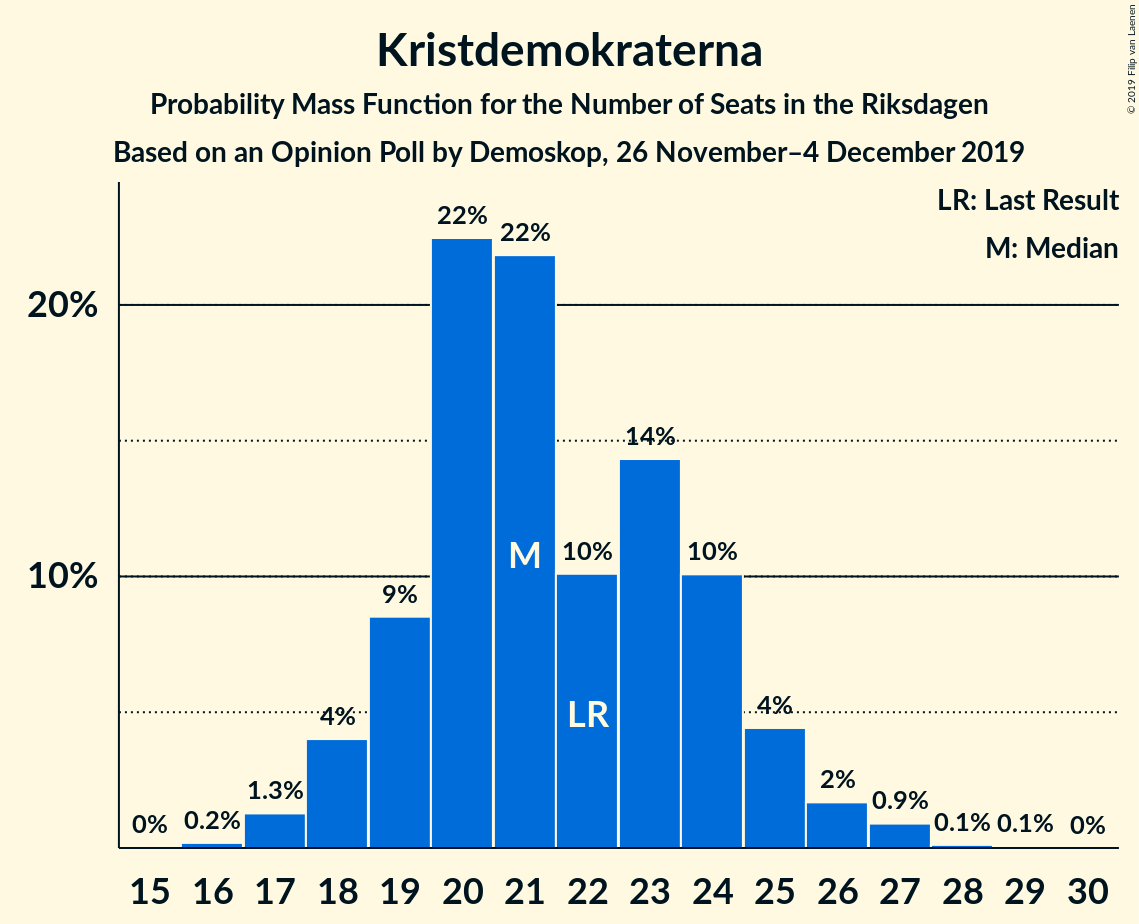 Kristdemokraterna
Probability Mass Function for the Number of Seats in the Riksdagen
Based on an Opinion Poll by Demoskop, 26 November–4 December 2019
© 2019 Filip van Laenen
LR: Last Result
M: Median
20%
10%
0%
0.2%
1.3%
4%
9%
22%
22%
10%
14%
10%
4%
2%
0.9%
0.1%
0.1%
0%
M
LR
15 16 17 18 19 20 21 22 23 24 25 26 27 28 29 30